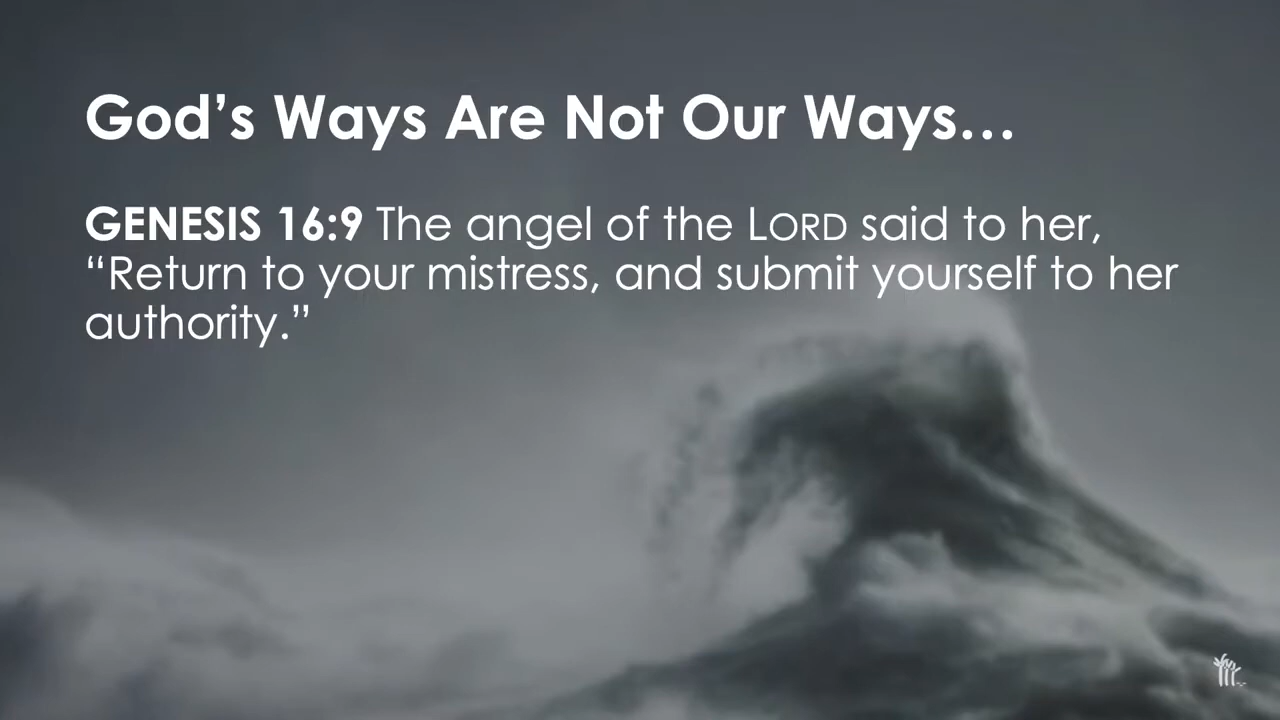 God’s Ways Are Not Our Ways…
GENESIS 16:9 The angel of the LORD said to her,
“Return to your mistress, and submit yourself to her
authority.”